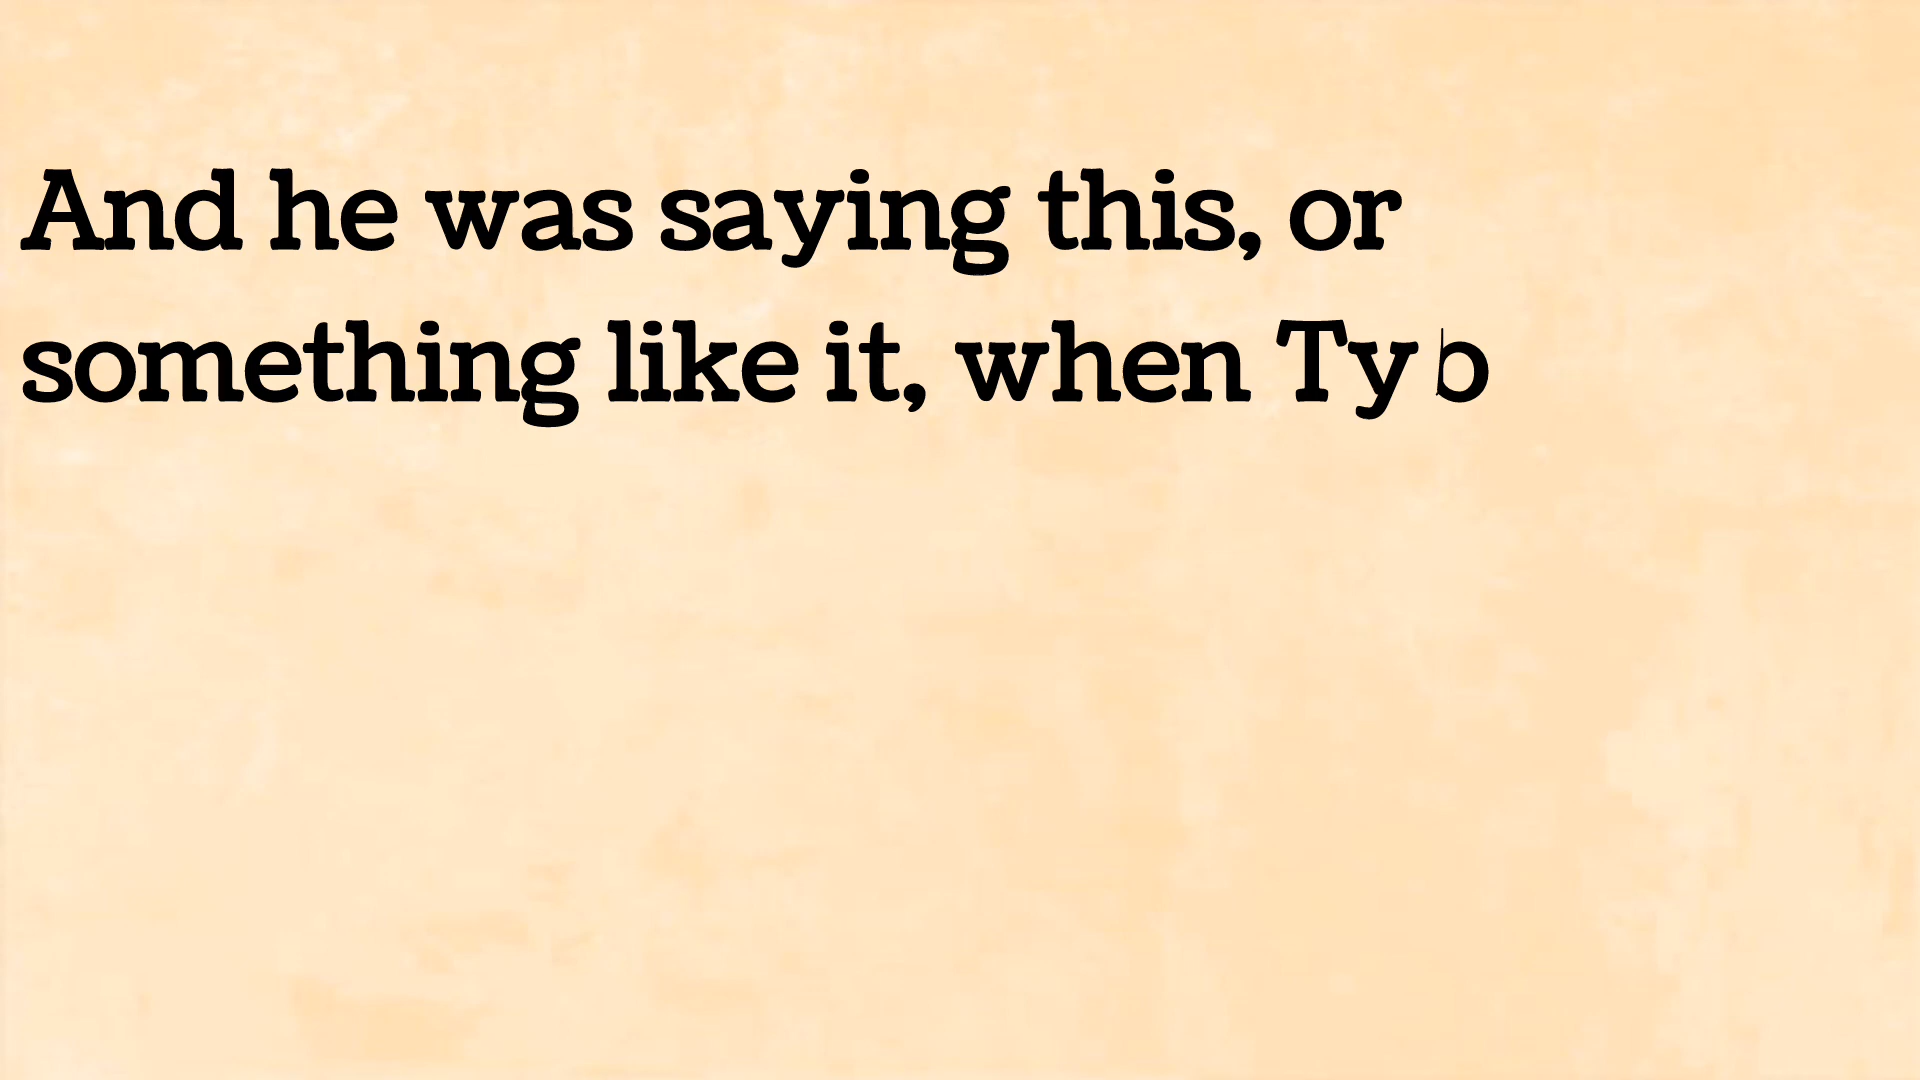 And he was saying this, or
something like it, when Tyb